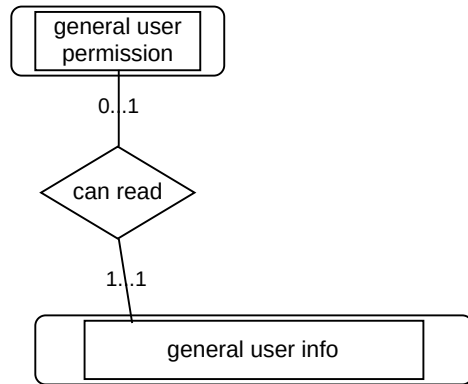 general user
permission
0...1
can read
1...1
general user info